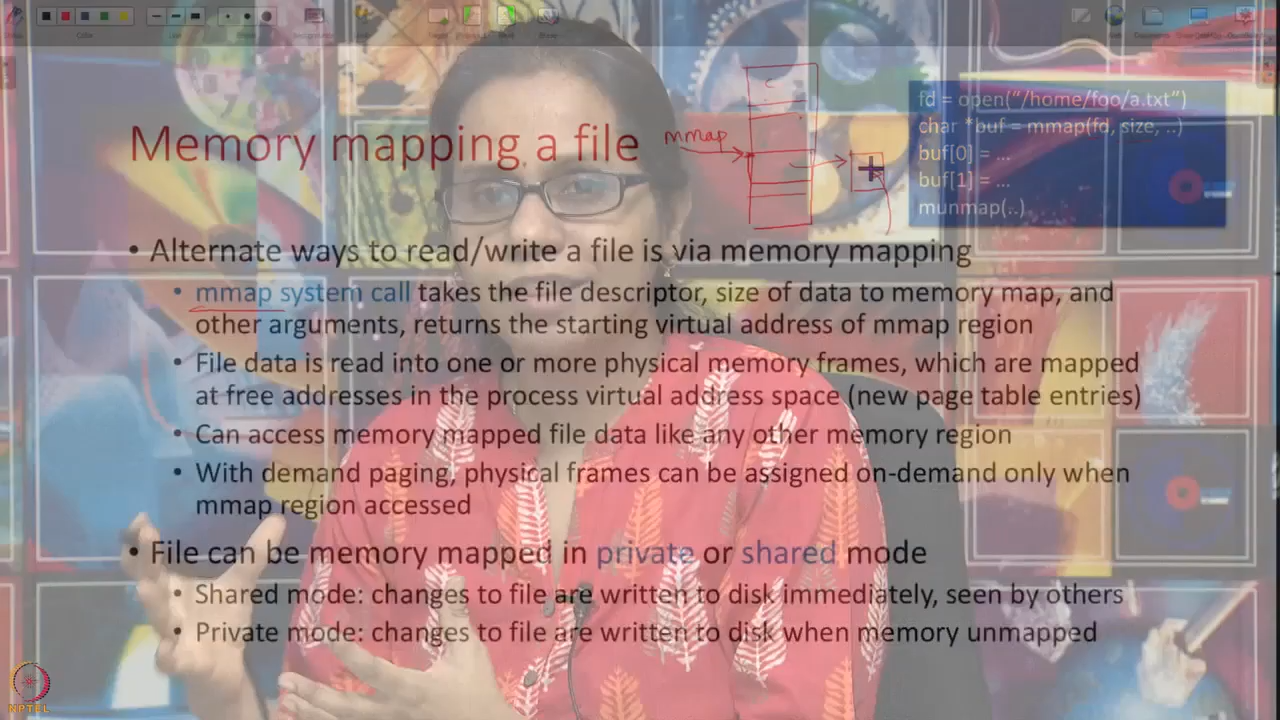 Memory mapping a file
mmap
fd = open("/home/foo/a.txt")
char *buf = mmap(fd, size, ..)
buf[0] = ...
buf[1] = ...
munmap(..)
• Alternate ways to read/write a file is via memory mapping
• mmap system call takes the file descriptor, size of data to memory map, and
other arguments, returns the starting virtual address of mmap region
• File data is read into one or more physical memory frames, which are mapped
at free addresses in the process virtual address space (new page table entries)
• Can access memory mapped file data like any other memory region
• With demand paging, physical frames can be assigned on-demand only when
mmap region accessed
• File can be memory mapped in private or shared mode
• Shared mode: changes to file are written to disk immediately, seen by others
• Private mode: changes to file are written to disk when memory unmapped
NPTEL